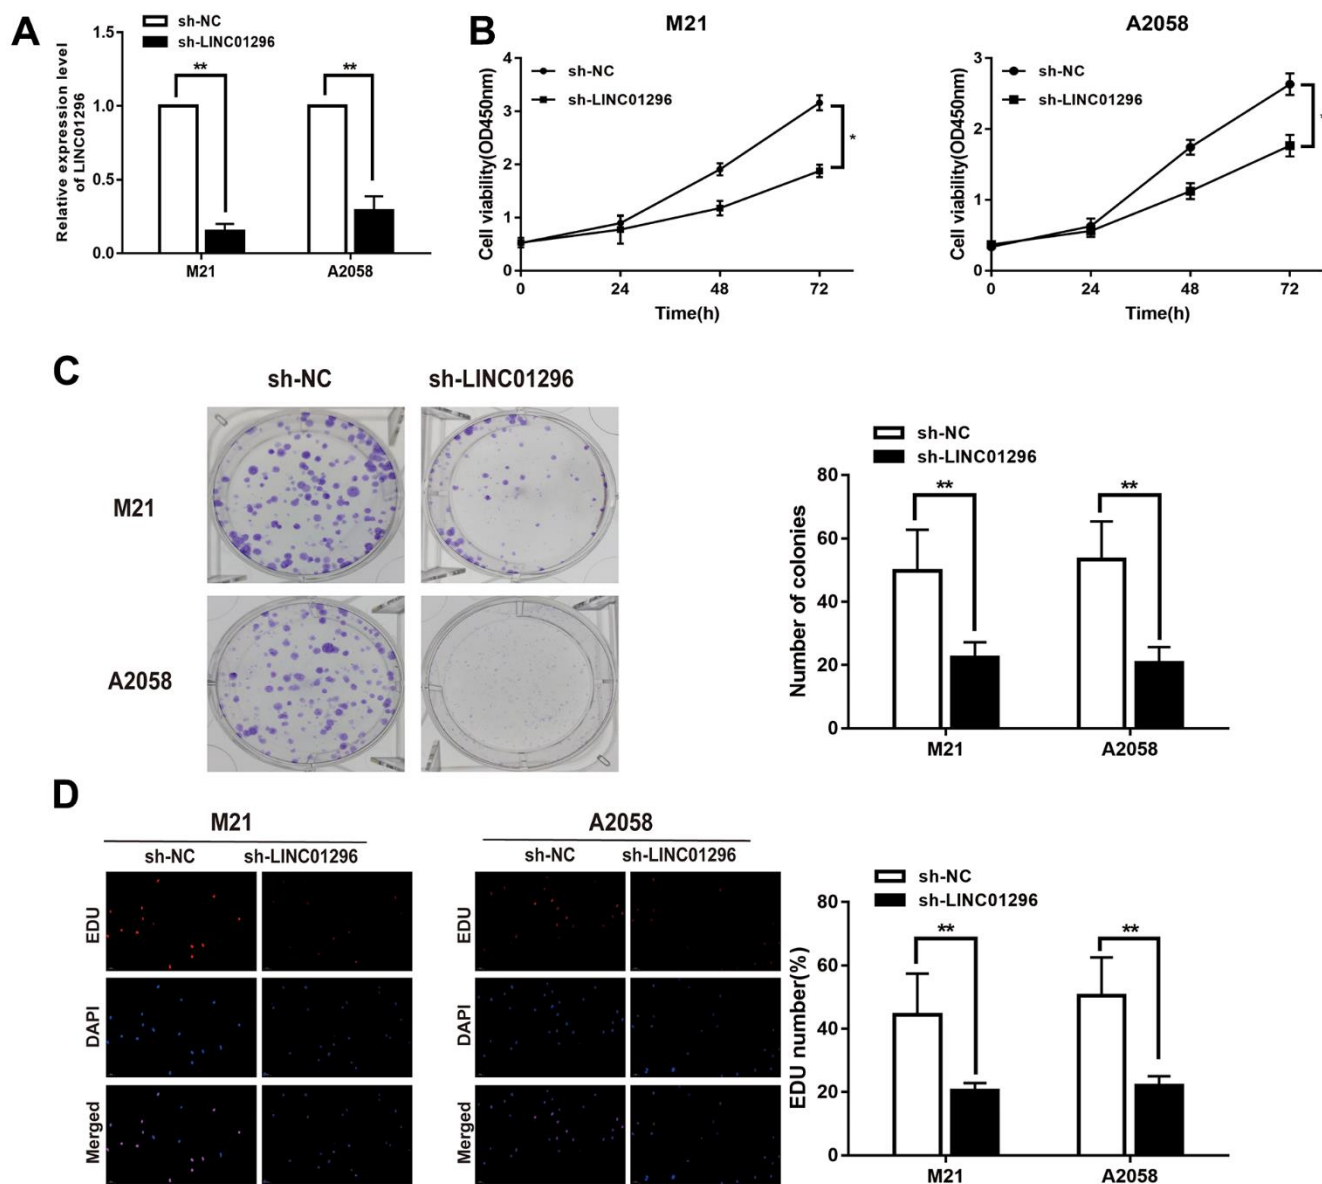 A
sh-NC
sh-LINC01296
Relative expression level
of LINC01296
1.5
1.0
0.5
0.0
**
**
M21
A2058
B
M21
sh-NC
sh-LINC01296
Cell viability(OD450nm)
4
3
2
1
0
*
0 24 48 72
Time(h)
A2058
sh-NC
sh-LINC01296
Cell viability(OD450nm)
3
2
1
0
*
0 24 48 72
Time(h)
C
sh-NC
sh-LINC01296
M21
A2058
sh-NC
sh-LINC01296
Number of colonies
80
60
40
20
0
**
**
M21
A2058
D
M21
sh-NC
sh-LINC01296
EDU
DAPI
Merged
A2058
sh-NC
sh-LINC01296
EDU
DAPI
Merged
sh-NC
sh-LINC01296
EDU number(%)
80
60
40
20
0
**
**
M21
A2058